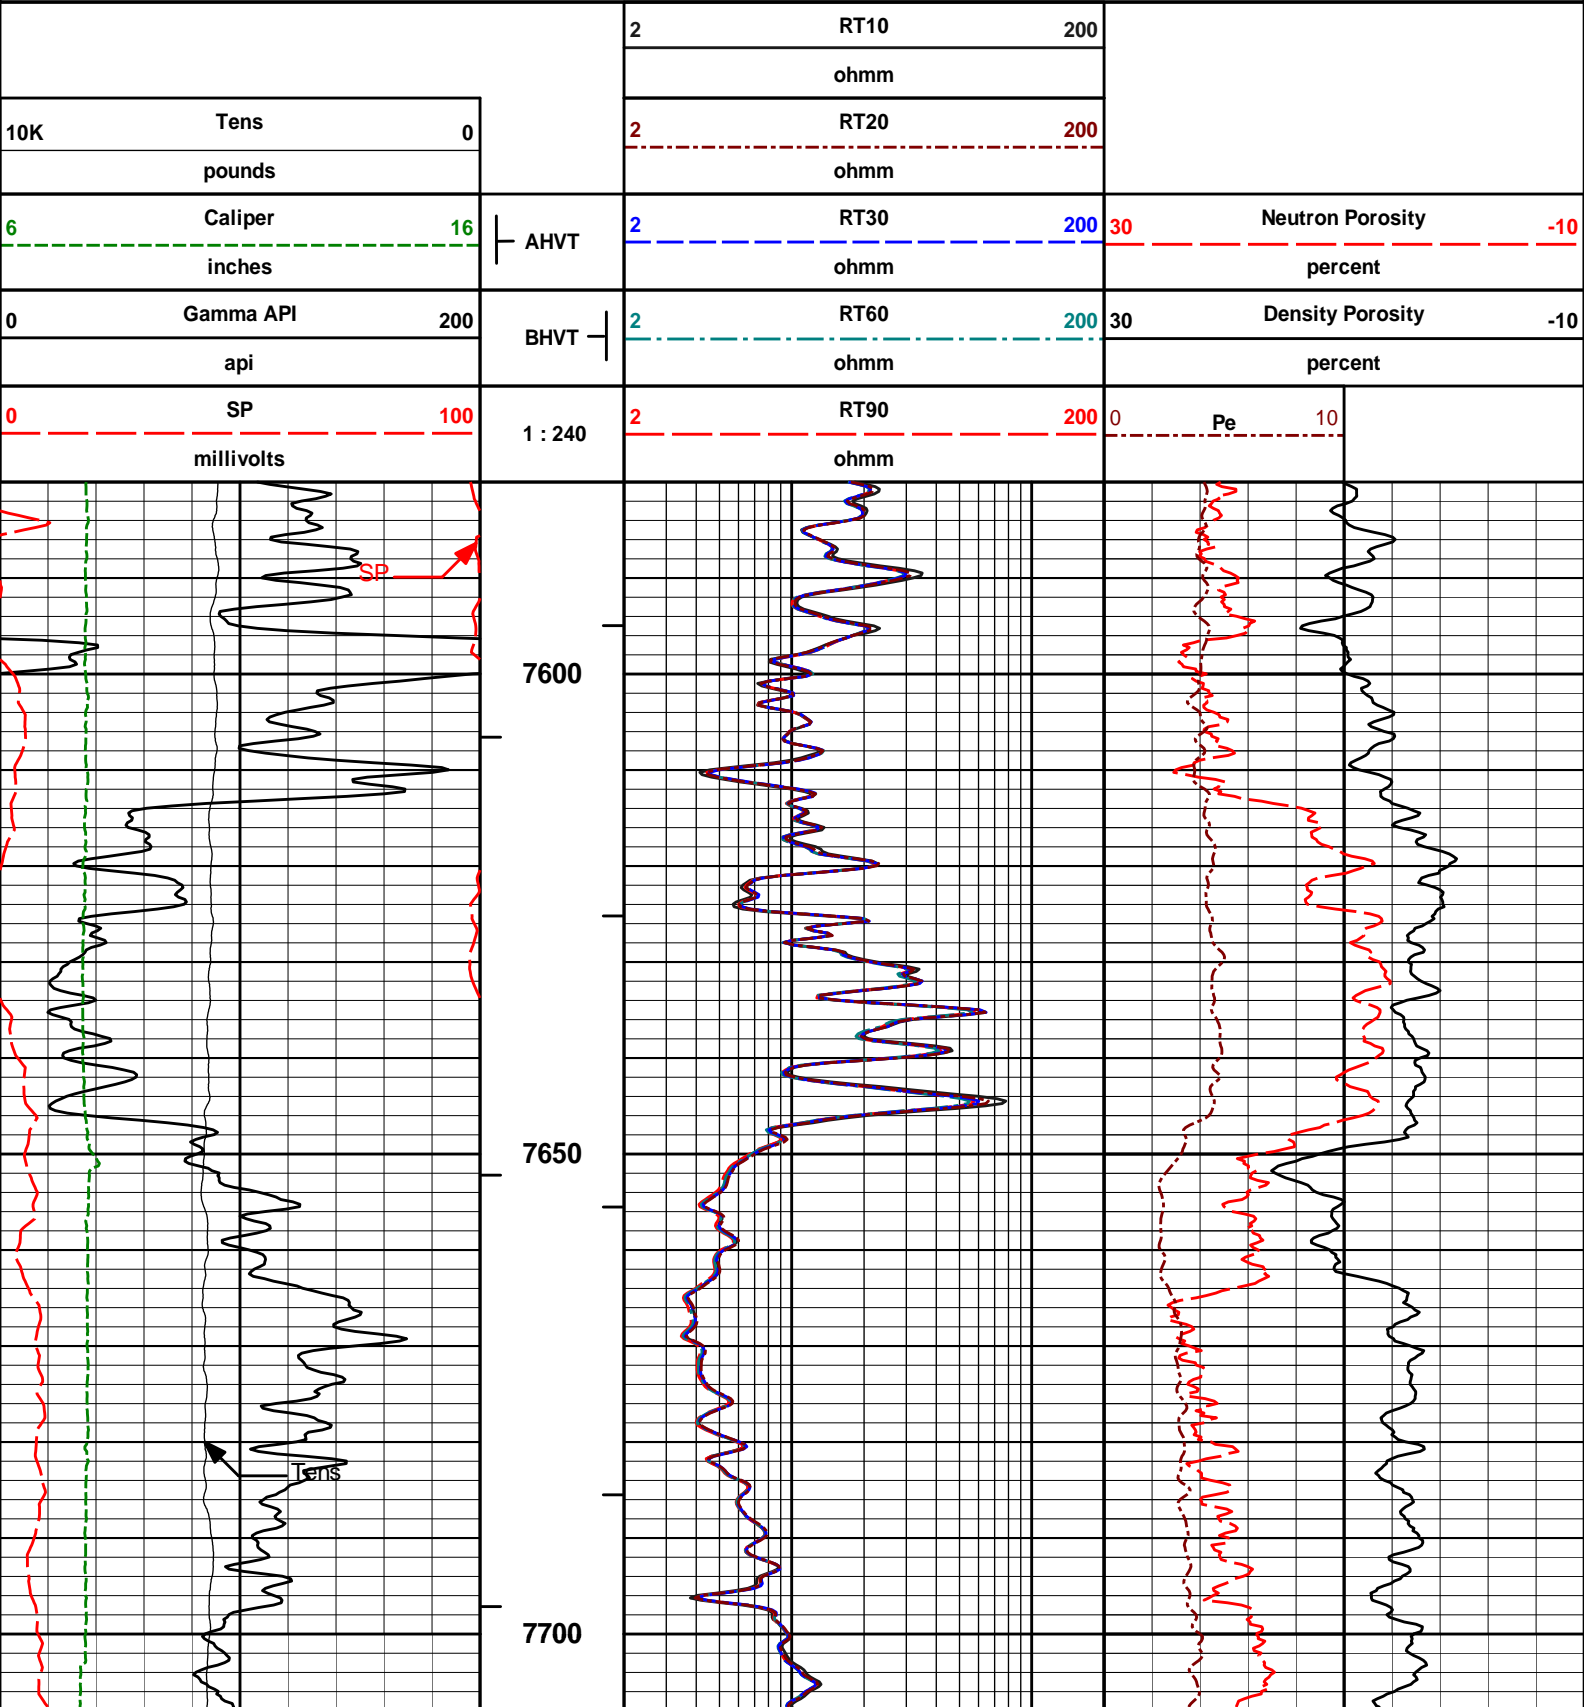 2 RT10 200
ohmm
10K Tens 0
pounds
2 RT20 200
ohmm
6 Caliper 16
inches
AHVT
2 RT30 200
ohmm
30 Neutron Porosity -10
percent
0 Gamma API 200
api
BHVT
2 RT60 200
ohmm
30 Density Porosity -10
percent
0 SP 100
millivolts
1 : 240
2 RT90 200
ohmm
0 Pe 10
SP
7600
7650
Tens
7700